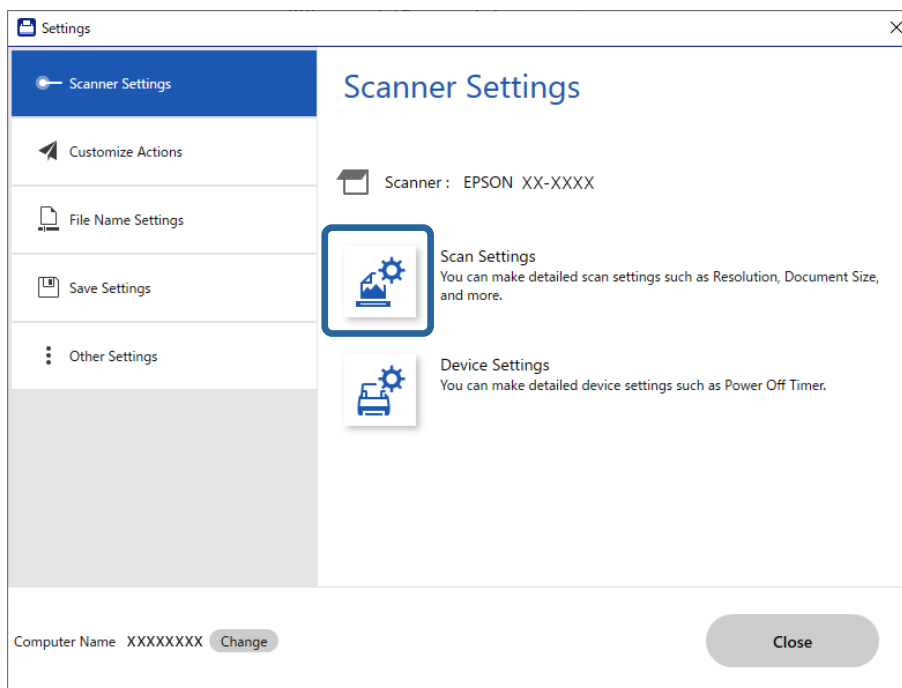 Settings
Scanner Settings
Customize Actions
File Name Settings
Save Settings
Other Settings
Scanner Settings
Scanner : EPSON XX-XXXX
Scan Settings
You can make detailed scan settings such as Resolution, Document Size,
and more.
Device Settings
You can make detailed device settings such as Power Off Timer.
Computer Name XXXXXXXX Change
Close